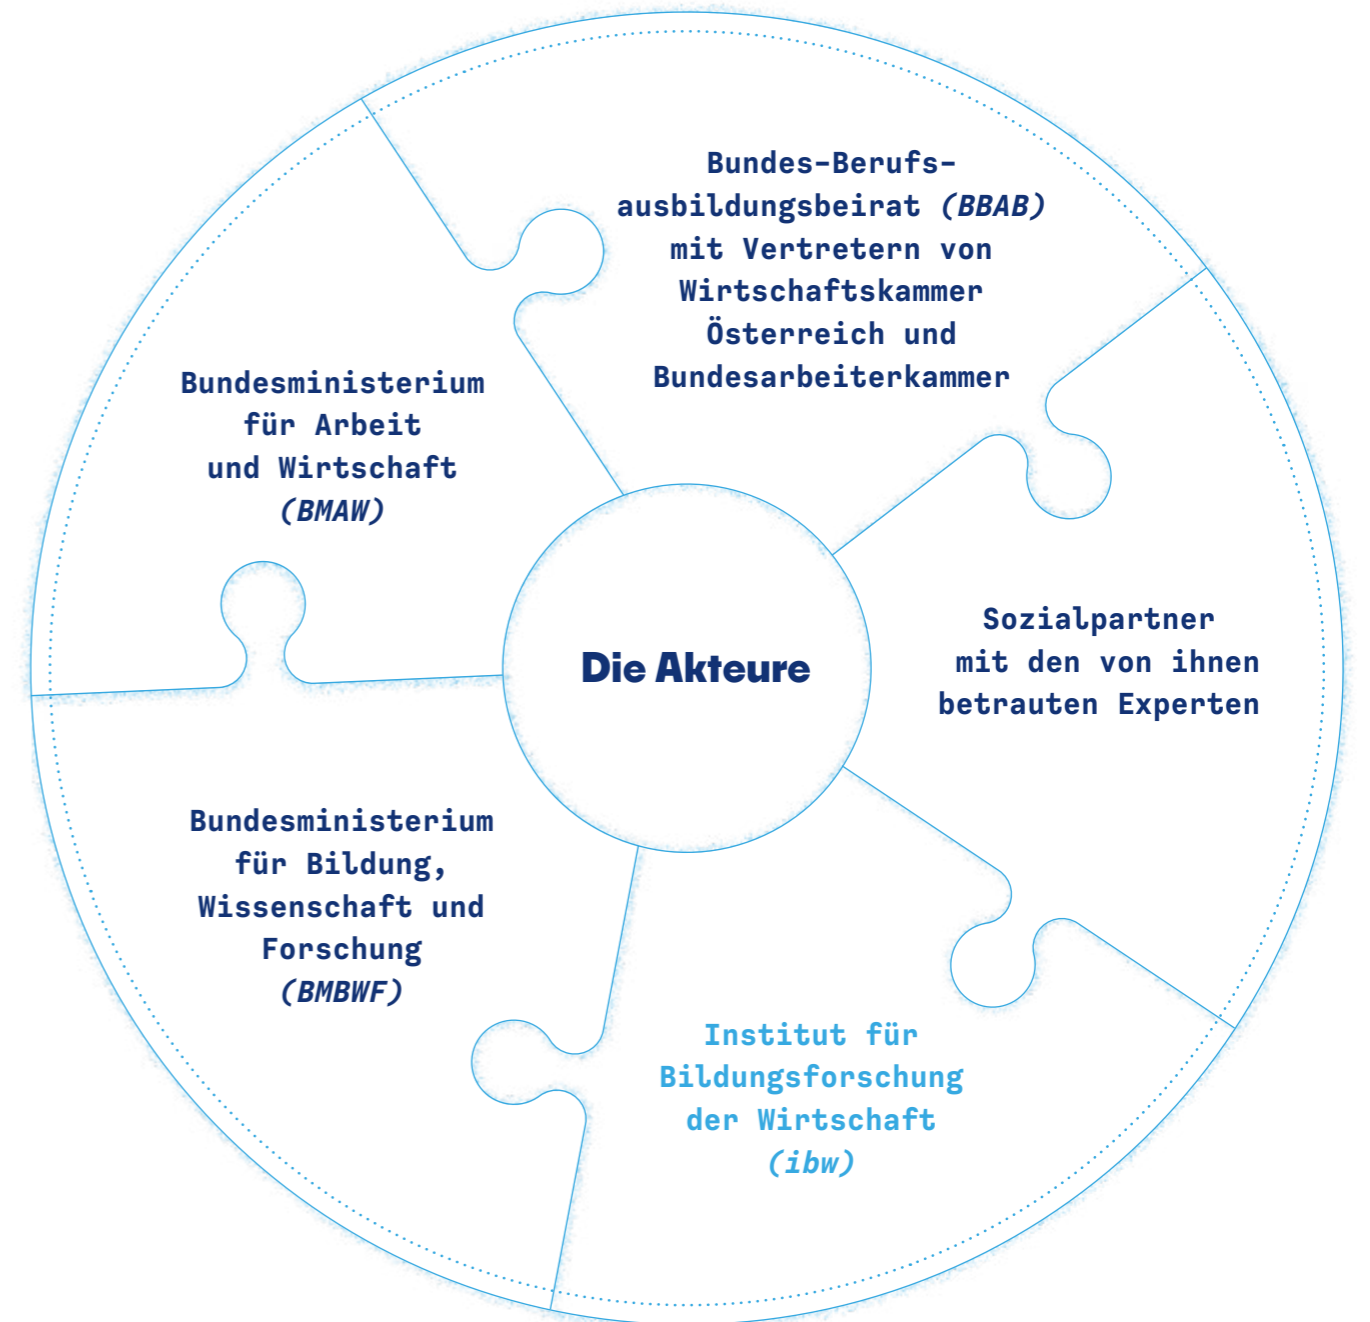 Bundes-Berufs-
ausbildungsbeirat (BBAB)
mit Vertretern von
Wirtschaftskammer
Österreich und
Bundesarbeiterkammer
Bundesministerium
für Arbeit
und Wirtschaft
(BMAW)
Die Akteure
Sozialpartner
mit den von ihnen
betrauten Experten
Bundesministerium
für Bildung,
Wissenschaft und
Forschung
(BMBWF)
Institut für
Bildungsforschung
der Wirtschaft
(ibw)